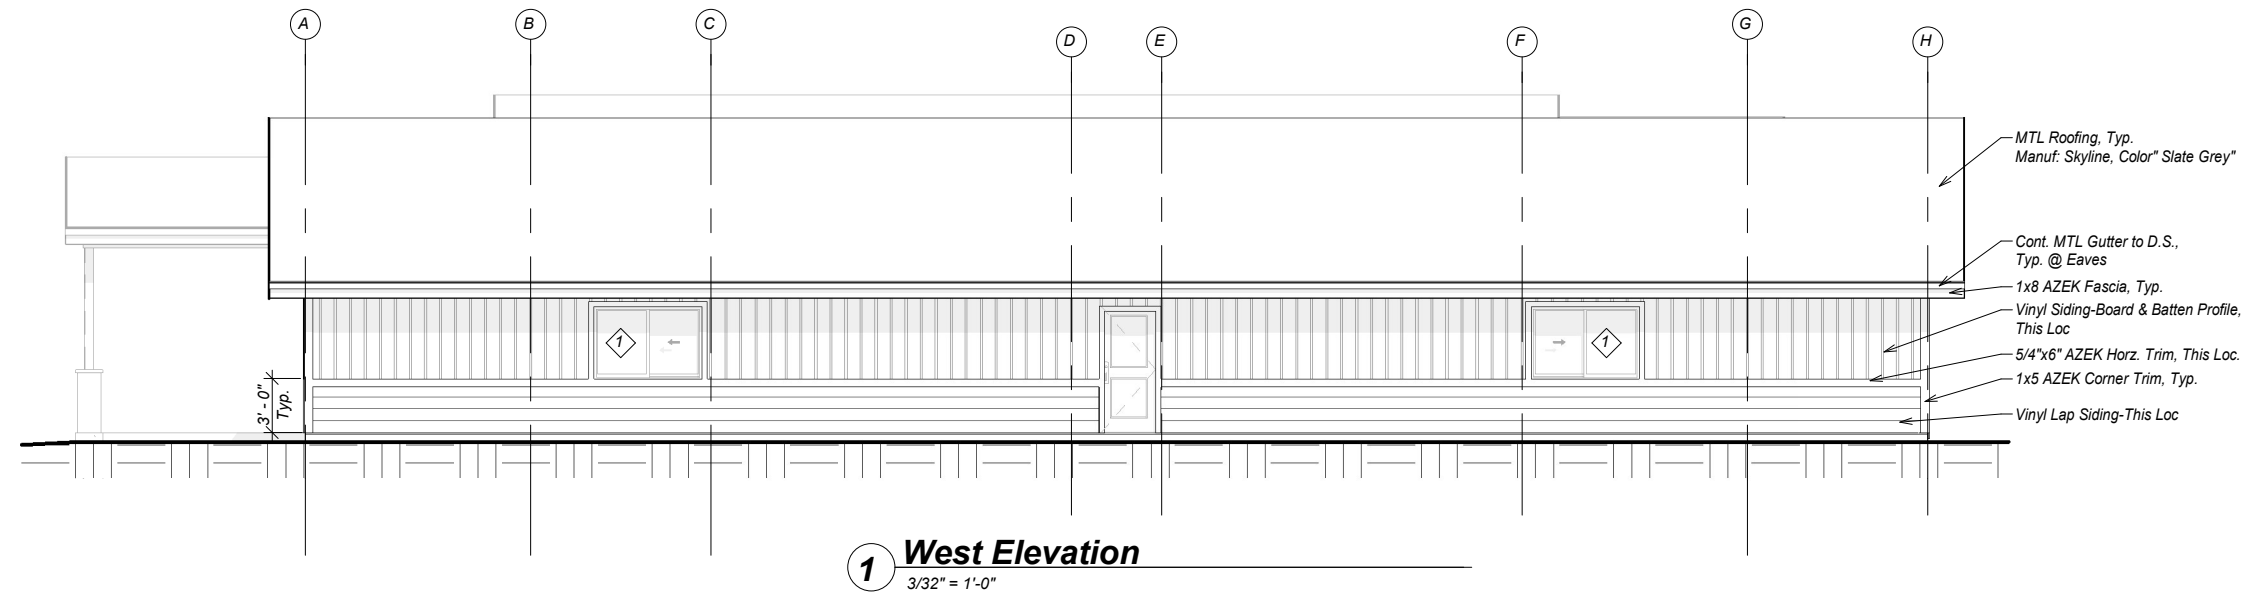 A
B
C
D
E
F
G
H
MTL Roofing, Typ.
Manuf: Skyline, Color" Slate Grey"
Cont. MTL Gutter to D.S.,
Typ. @ Eaves
1x8 AZEK Fascia, Typ.
Vinyl Siding-Board & Batten Profile,
This Loc
5/4"x6" AZEK Horz. Trim, This Loc.
1x5 AZEK Corner Trim, Typ.
Vinyl Lap Siding-This Loc
1
1
3' - 0"
Typ.
1
West Elevation
3/32" = 1'-0"